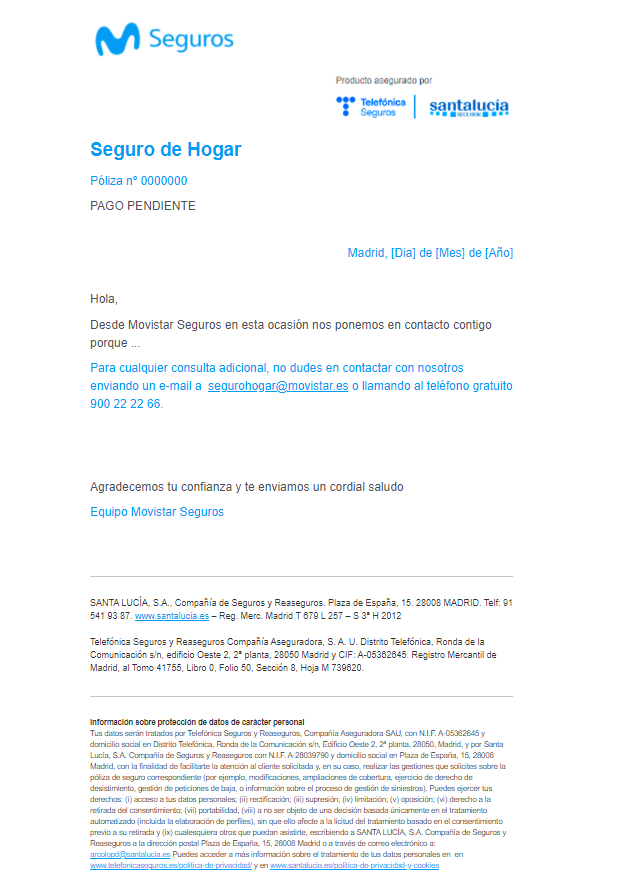 Seguros
Producto asegurado por
Telefónica
Seguros
santalucía
SEGUROS
Seguro de Hogar
Póliza nº 0000000
PAGO PENDIENTE
Madrid, [Dia] de [Mes] de [Año]
Hola,
Desde Movistar Seguros en esta ocasión nos ponemos en contacto contigo
porque ...
Para cualquier consulta adicional, no dudes en contactar con nosotros
enviando un e-mail a segurohogar@movistar.es o llamando al teléfono gratuito
900 22 22 66.
Agradecemos tu confianza y te enviamos un cordial saludo
Equipo Movistar Seguros
SANTA LUCÍA, S.A., Compañía de Seguros y Reaseguros. Plaza de España, 15. 28008 MADRID. Telf: 91
541 93 87. www.santalucia.es – Reg. Merc. Madrid T 679 L 257 – S 3ª H 2012
Telefónica Seguros y Reaseguros Compañía Aseguradora, S. A. U. Distrito Telefónica, Ronda de la
Comunicación s/n, edificio Oeste 2, 2ª planta, 28050 Madrid y CIF: A-05362645. Registro Mercantil de
Madrid, al Tomo 41755, Libro 0, Folio 50, Sección 8, Hoja M 739620.
Información sobre protección de datos de carácter personal
Tus datos serán tratados por Telefónica Seguros y Reaseguros, Compañía Aseguradora SAU, con N.I.F. A-05362645 y
domicilio social en Distrito Telefónica, Ronda de la Comunicación s/n, Edificio Oeste 2, 2ª planta, 28050, Madrid, y por Santa
Lucía, S.A. Compañía de Seguros y Reaseguros con N.I.F. A-28039790 y domicilio social en Plaza de España, 15, 28008
Madrid, con la finalidad de facilitarte la atención al cliente solicitada y, en su caso, realizar las gestiones que solicites sobre la
póliza de seguro correspondiente (por ejemplo, modificaciones, ampliaciones de cobertura, ejercicio de derecho de
desistimiento, gestión de peticiones de baja, o información sobre el proceso de gestión de siniestros). Puedes ejercer tus
derechos: (i) acceso a tus datos personales; (ii) rectificación; (iii) supresión; (iv) limitación; (v) oposición; (vi) derecho a la
retirada del consentimiento; (vii) portabilidad, (viii) a no ser objeto de una decisión basada únicamente en el tratamiento
automatizado (incluida la elaboración de perfiles), sin que ello afecte a la licitud del tratamiento basado en el consentimiento
previo a su retirada y (ix) cualesquiera otros que puedan asistirte, escribiendo a SANTA LUCÍA, S.A. Compañía de Seguros y
Reaseguros a la dirección postal Plaza de España, 15, 28008 Madrid o a través de correo electrónico a:
arcolopd@santalucia.es Puedes acceder a más información sobre el tratamiento de tus datos personales en en
www.telefonicaseguros.es/politica-de-privacidad/ y en www.santalucia.es/politica-de-privacidad-y-cookies